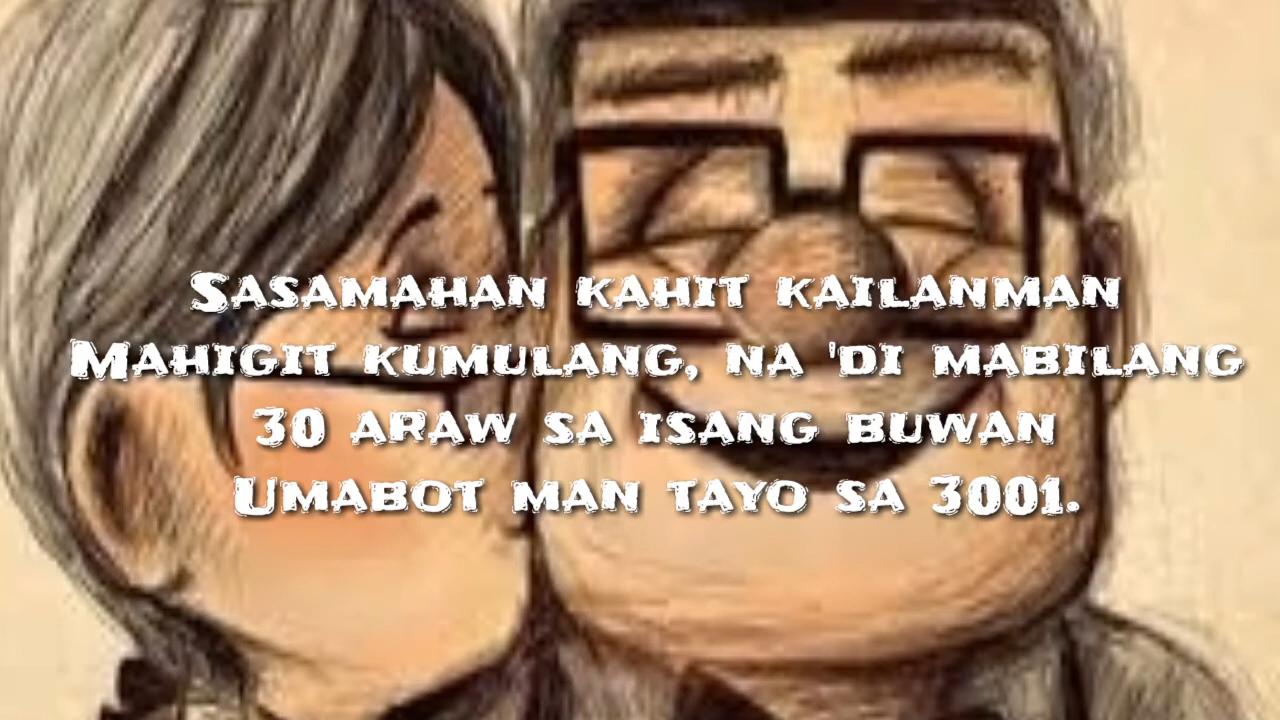 Sasamahan kahit kailanman
Mahigit kumulang, na 'di mabilang
30 araw sa isang buwan
Umabot man tayo sa 3001.